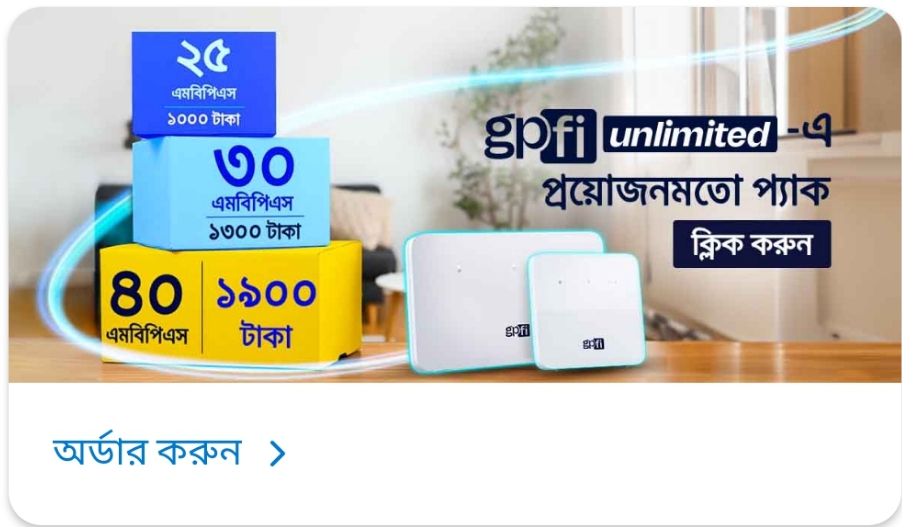 ২৫
এমবিপিএস
১০০০ টাকা
৩০
এমবিপিএস
১৩০০ টাকা
৪০
এমবিপিএস
১৯০০
টাকা
gpfi unlimited -এ
প্রয়োজনমতো প্যাক
ক্লিক করুন
gpfi
gpfi
অর্ডার করুন >